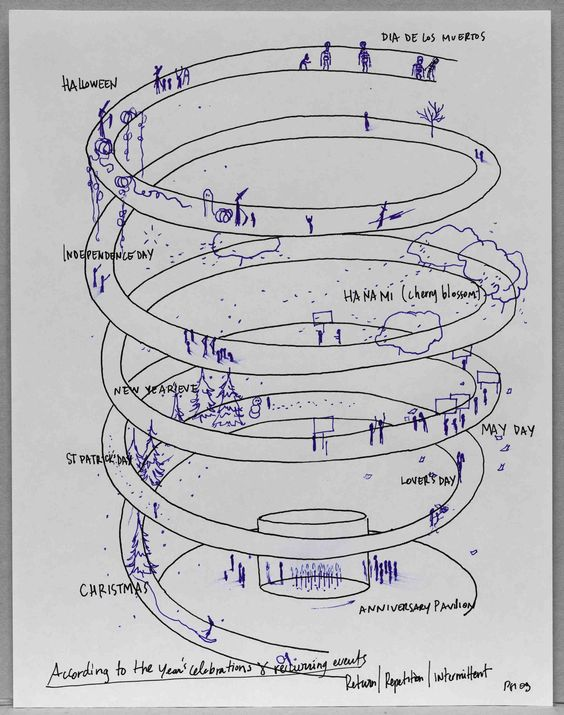 DIA DE LOS MUERTOS
HALLOWEEN
INDEPENDENCE DAY
HANAMI (cherry blossom)
NEW YEAR EVE
MAY DAY
ST PATRICK'DAY
LOVER'S DAY
CHRISTMAS
ANNIVERSARY PAVILION
According to the year's celebrations & recurring events
Return / Repetition / intermittent